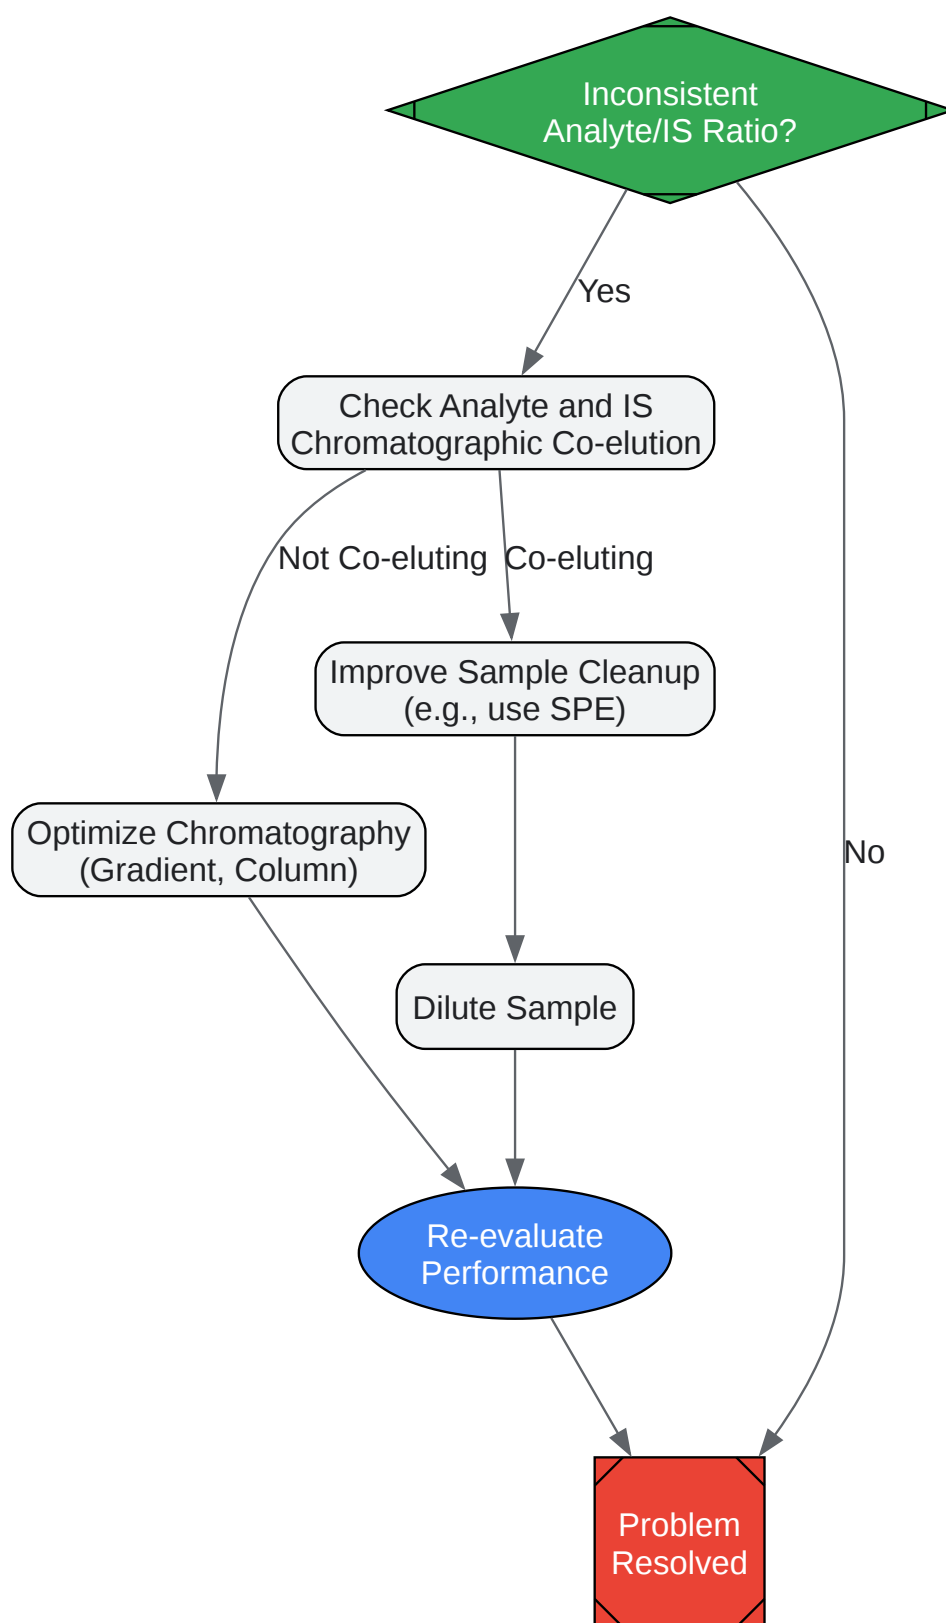 Inconsistent
Analyte/IS Ratio?
Yes
Check Analyte and IS
Chromatographic Co-elution
Not Co-eluting
Co-eluting
Improve Sample Cleanup
(e.g., use SPE)
Optimize Chromatography
(Gradient, Column)
No
Dilute Sample
Re-evaluate
Performance
Problem
Resolved